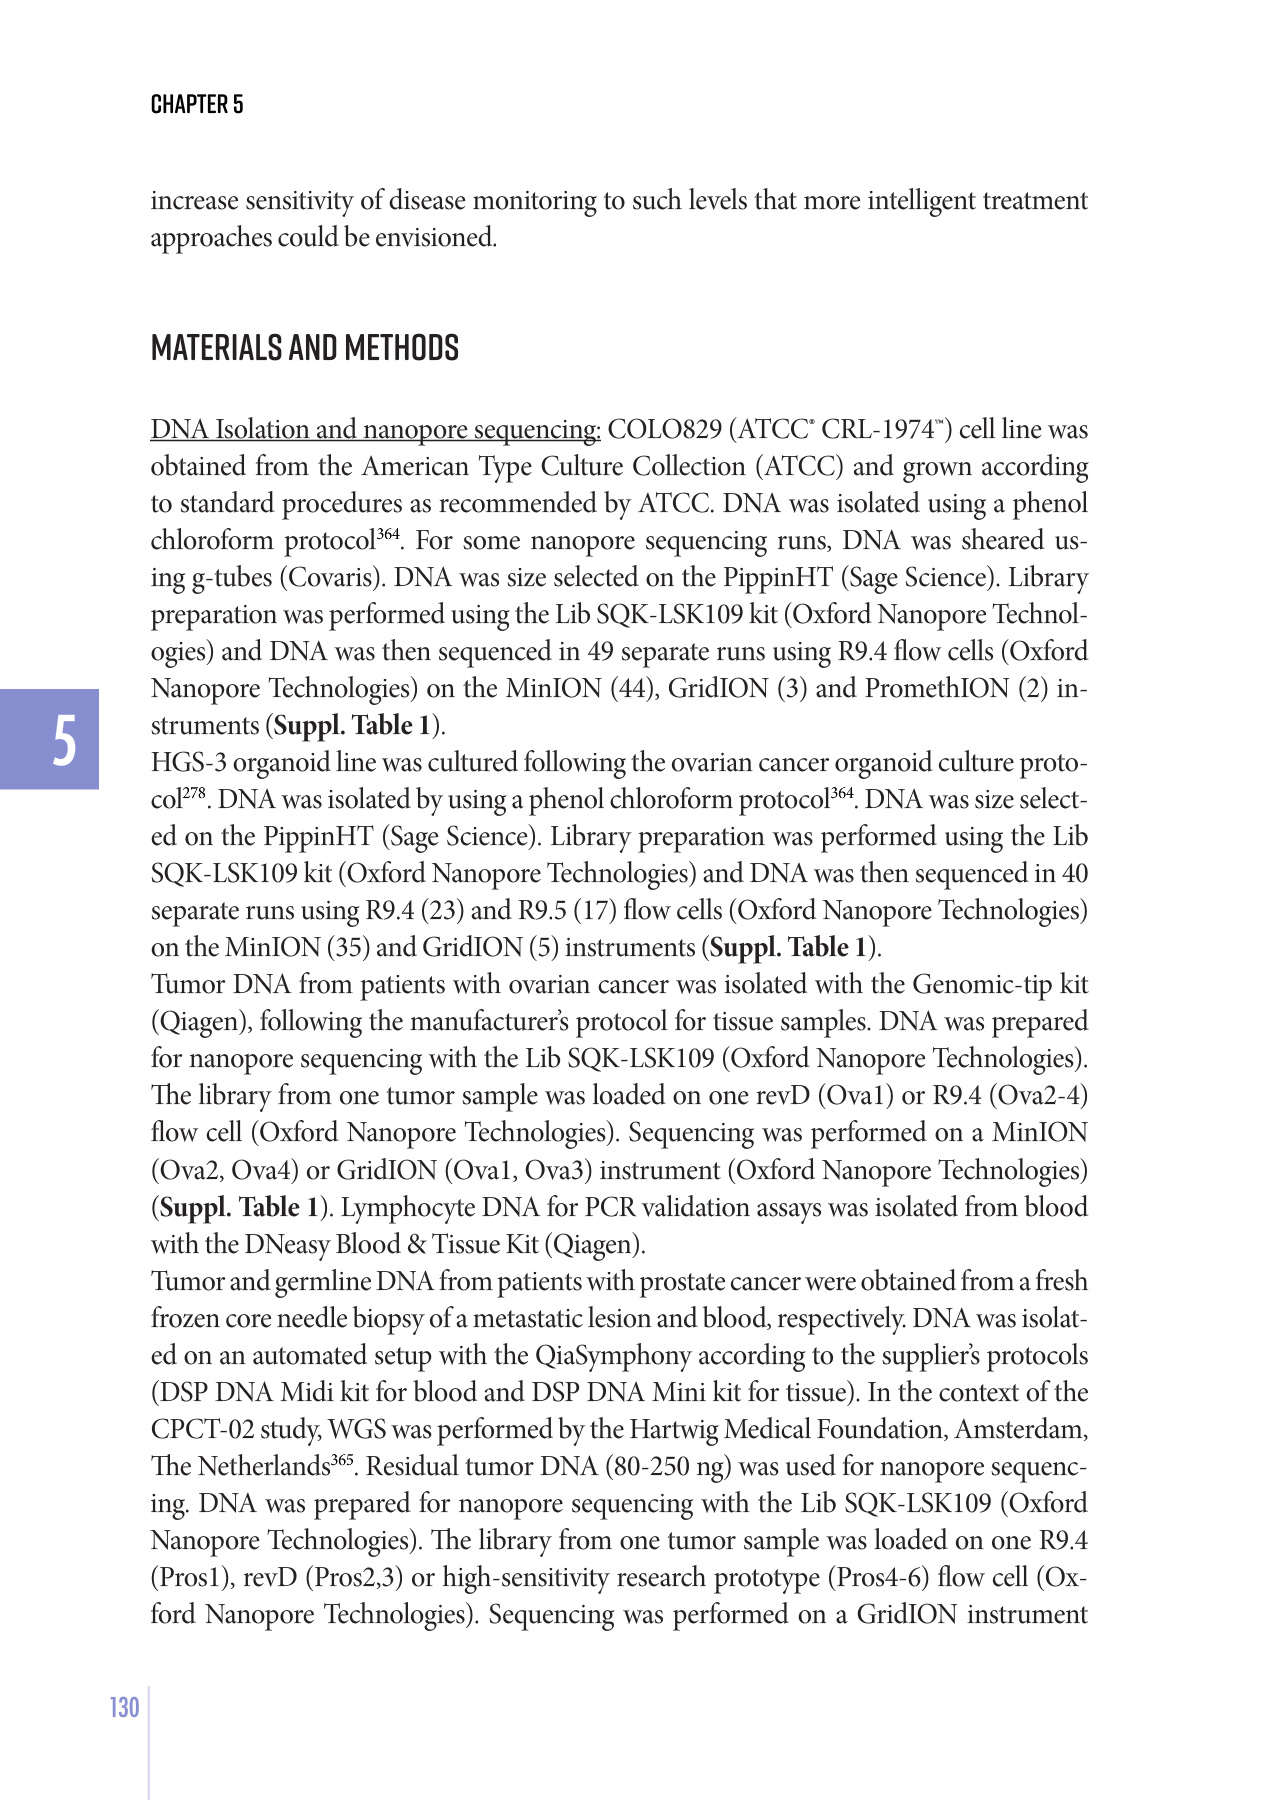 CHAPTER 5
increase sensitivity of disease monitoring to such levels that more intelligent treatment
approaches could be envisioned.
MATERIALS AND METHODS
DNA Isolation and nanopore sequencing: COLO829 (ATCC® CRL-1974™) cell line was
obtained from the American Type Culture Collection (ATCC) and grown according
to standard procedures as recommended by ATCC. DNA was isolated using a phenol
chloroform protocol364. For some nanopore sequencing runs, DNA was sheared us-
ing g-tubes (Covaris). DNA was size selected on the PippinHT (Sage Science). Library
preparation was performed using the Lib SQK-LSK109 kit (Oxford Nanopore Technol-
ogies) and DNA was then sequenced in 49 separate runs using R9.4 flow cells (Oxford
Nanopore Technologies) on the MinION (44), GridION (3) and PromethION (2) in-
struments (Suppl. Table 1).
5
HGS-3 organoid line was cultured following the ovarian cancer organoid culture proto-
col278. DNA was isolated by using a phenol chloroform protocol364. DNA was size select-
ed on the PippinHT (Sage Science). Library preparation was performed using the Lib
SQK-LSK109 kit (Oxford Nanopore Technologies) and DNA was then sequenced in 40
separate runs using R9.4 (23) and R9.5 (17) flow cells (Oxford Nanopore Technologies)
on the MinION (35) and GridION (5) instruments (Suppl. Table 1).
Tumor DNA from patients with ovarian cancer was isolated with the Genomic-tip kit
(Qiagen), following the manufacturer's protocol for tissue samples. DNA was prepared
for nanopore sequencing with the Lib SQK-LSK109 (Oxford Nanopore Technologies).
The library from one tumor sample was loaded on one revD (Ova1) or R9.4 (Ova2-4)
flow cell (Oxford Nanopore Technologies). Sequencing was performed on a MinION
(Ova2, Ova4) or GridION (Ova1, Ova3) instrument (Oxford Nanopore Technologies)
(Suppl. Table 1). Lymphocyte DNA for PCR validation assays was isolated from blood
with the DNeasy Blood & Tissue Kit (Qiagen).
Tumor and germline DNA from patients with prostate cancer were obtained from a fresh
frozen core needle biopsy of a metastatic lesion and blood, respectively. DNA was isolat-
ed on an automated setup with the QiaSymphony according to the supplier's protocols
(DSP DNA Midi kit for blood and DSP DNA Mini kit for tissue). In the context of the
CPCT-02 study, WGS was performed by the Hartwig Medical Foundation, Amsterdam,
The Netherlands365. Residual tumor DNA (80-250 ng) was used for nanopore sequenc-
ing. DNA was prepared for nanopore sequencing with the Lib SQK-LSK109 (Oxford
Nanopore Technologies). The library from one tumor sample was loaded on one R9.4
(Pros1), revD (Pros2,3) or high-sensitivity research prototype (Pros4-6) flow cell (Ox-
ford Nanopore Technologies). Sequencing was performed on a GridION instrument
130